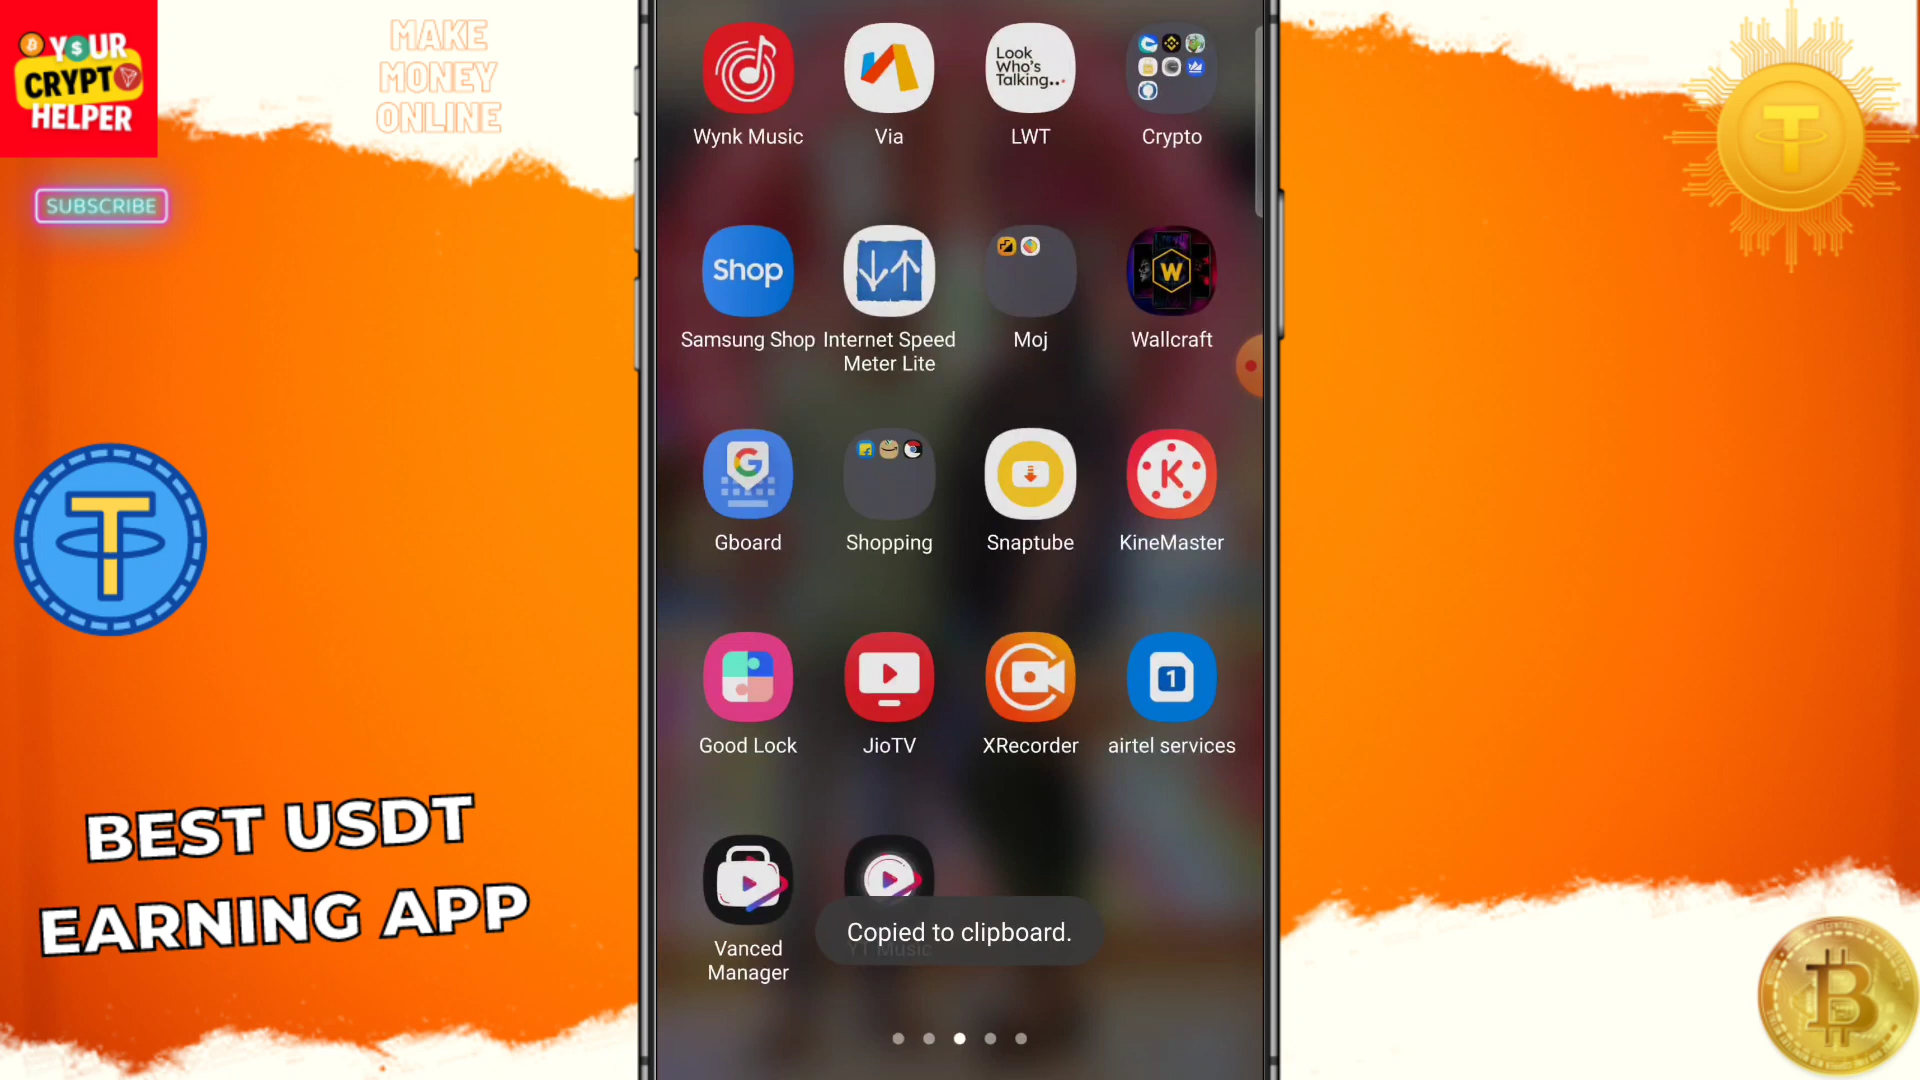 YOUR
CRYPTO
HELPER
MAKE
MONEY
ONLINE
SUBSCRIBE
BEST USDT
EARNING APP
Look
Who's
Talking...
Wynk Music
Via
LWT
Crypto
Shop
W
Samsung Shop
Internet Speed
Meter Lite
Moj
Wallcraft
G
K
Gboard
Shopping
Snaptube
KineMaster
1
Good Lock
JioTV
XRecorder
airtel services
Vanced
Manager
YT Music
Copied to clipboard.